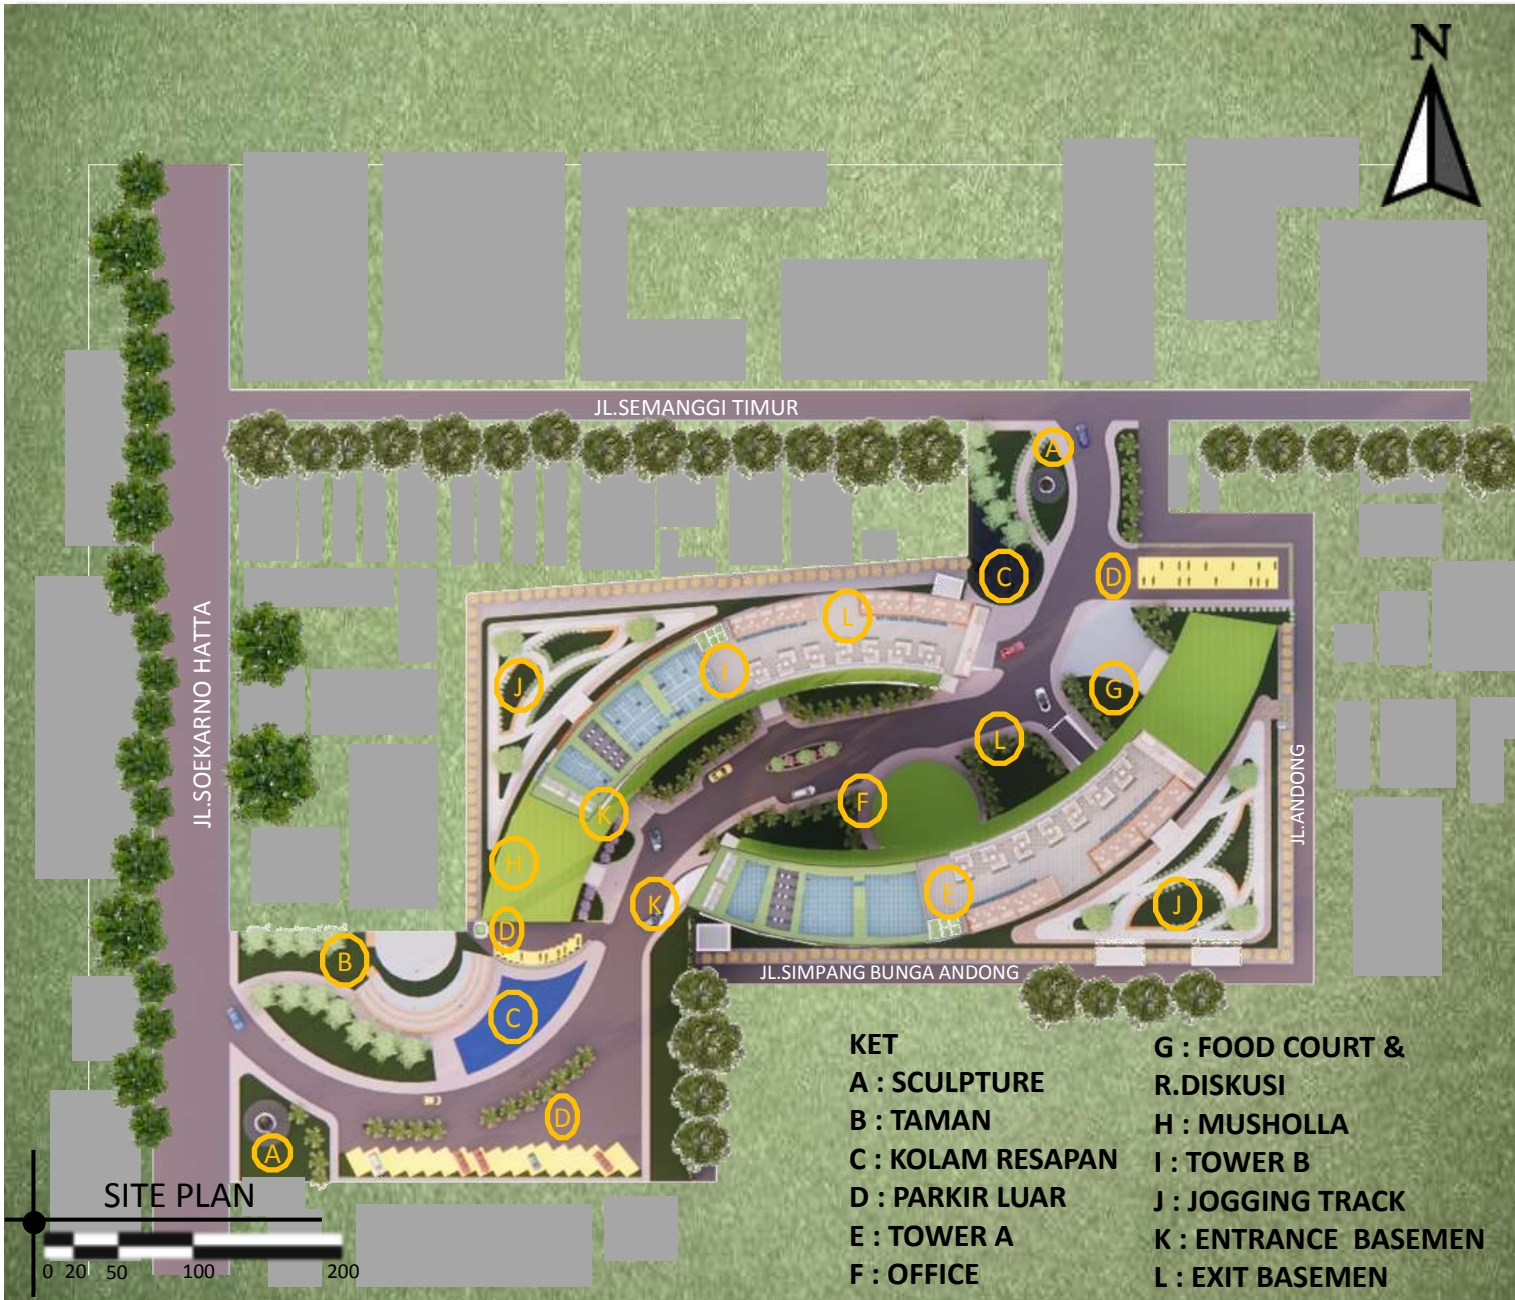 N
JL.SEMANGGI TIMUR
A
C
D
L
I
J
G
L
JL.SOEKARNO HATTA
JL.ANDONG
F
K
H
E
K
J
D
B
JL.SIMPANG BUNGA ANDONG
C
D
A
KET
A : SCULPTURE
B : TAMAN
C : KOLAM RESAPAN
D : PARKIR LUAR
E : TOWER A
F : OFFICE
G : FOOD COURT &
R.DISKUSI
H : MUSHOLLA
I : TOWER B
J : JOGGING TRACK
K : ENTRANCE BASEMEN
L : EXIT BASEMEN
SITE PLAN
0 20 50 100 200